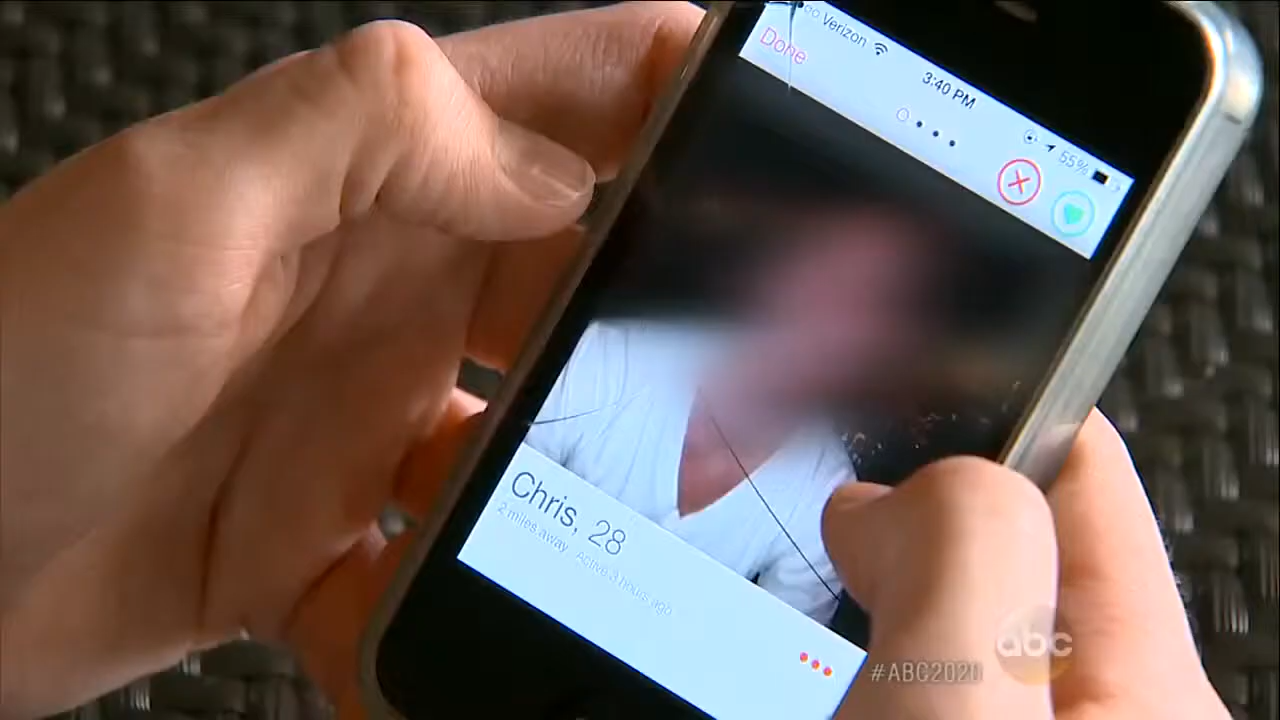 Verizon
3:40 PM
55%
Done
Chris, 28
2 miles away Active 3 hours ago
abc
#ABC2020